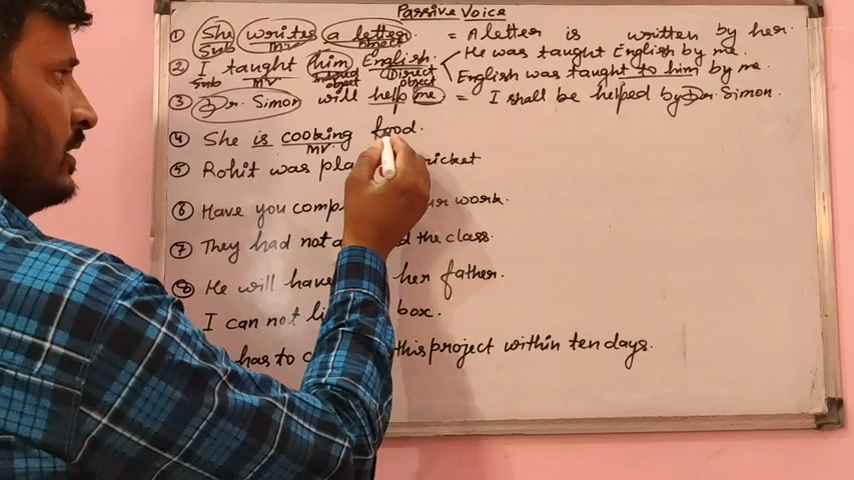 Passive Voice
① She writes a letter. = A letter is written by her.
Sub MV object
② I taught him English. He was taught English by me.
Sub MV object Direct object English was taught to him by me.
③ Dr. Simon will help me = I shall be helped by Dr. Simon.
④ She is cooking food.
MV
⑤ Rohit was
⑥ Have you work.
⑦ They had not the class.
⑧ He will have her father.
I can not box.
has to this project within ten days.